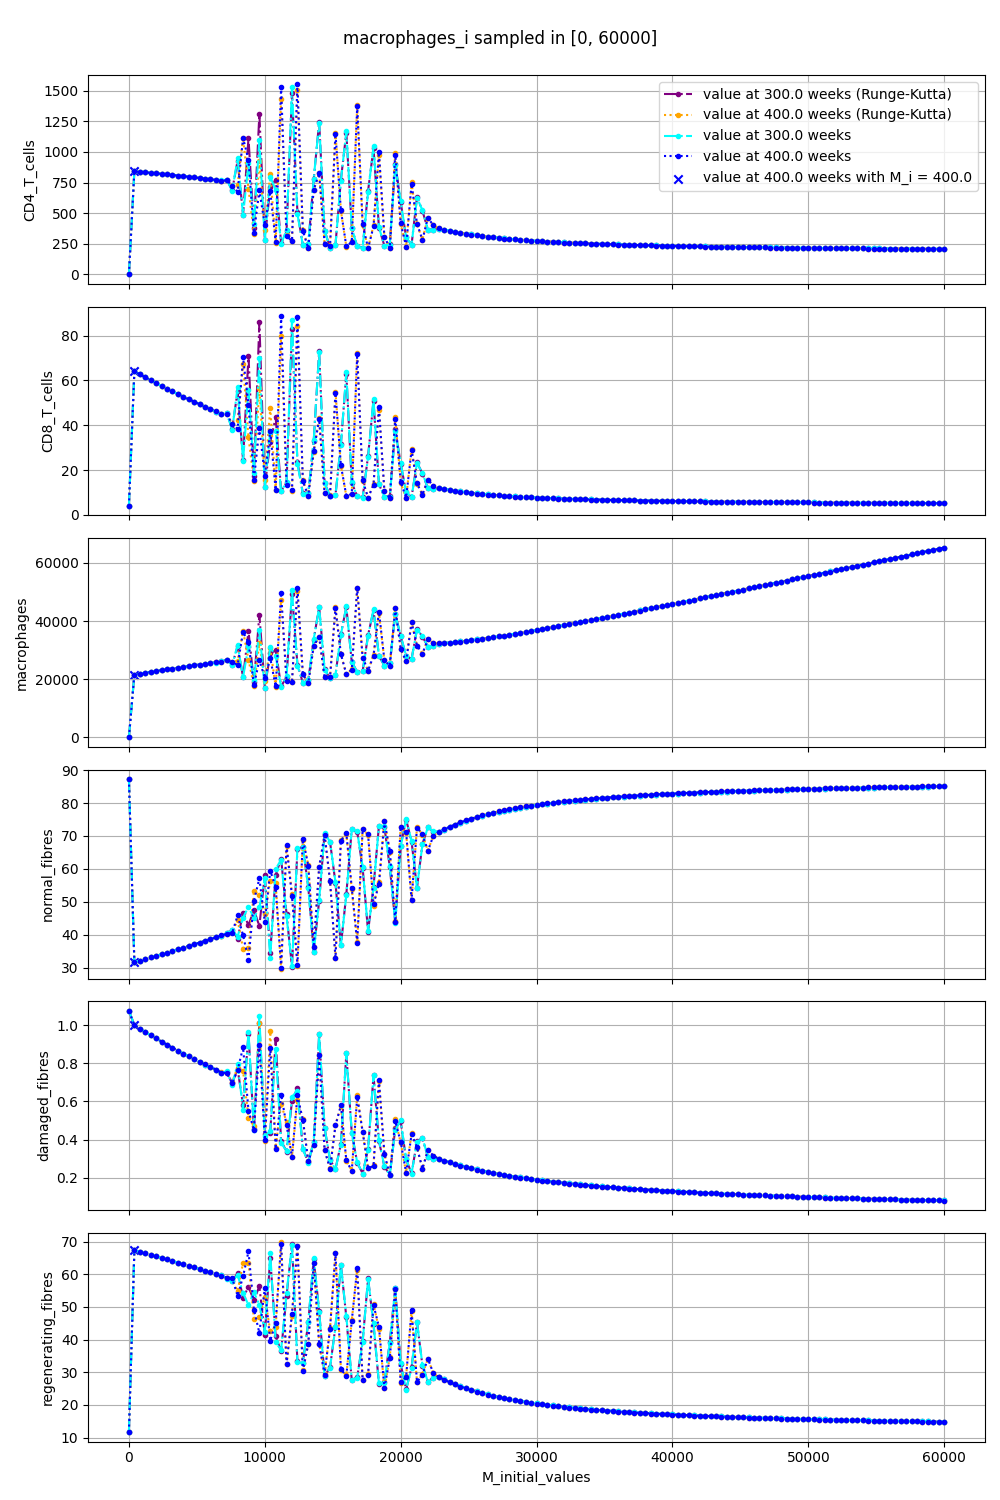 macrophages_i sampled in [0, 60000]
value at 300.0 weeks (Runge-Kutta)
value at 400.0 weeks (Runge-Kutta)
value at 300.0 weeks
value at 400.0 weeks
value at 400.0 weeks with M_i = 400.0
CD4_T_cells
1500
1250
1000
750
500
250
0
CD8_T_cells
80
60
40
20
0
macrophages
60000
40000
20000
0
normal_fibres
90
80
70
60
50
40
30
damaged_fibres
1.0
0.8
0.6
0.4
0.2
regenerating_fibres
70
60
50
40
30
20
10
0 10000 20000 30000 40000 50000 60000
M_initial_values